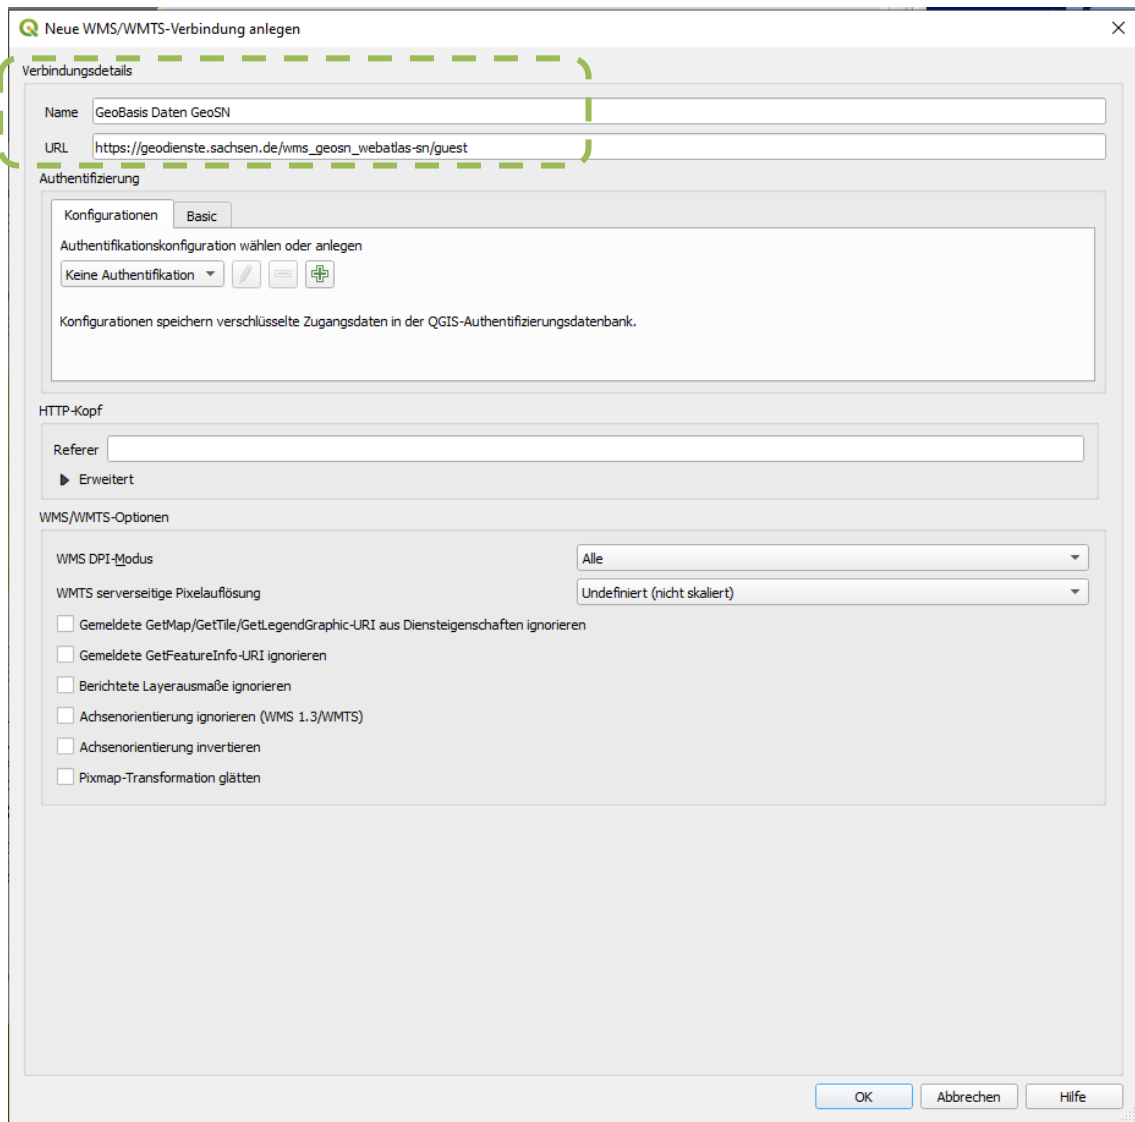 Neue WMS/WMTS-Verbindung anlegen
Verbindungsdetails
Name GeoBasis Daten GeoSN
URL https://geodienste.sachsen.de/wms_geosn_webatlas-sn/guest
Authentifizierung
Konfigurationen Basic
Authentifikationskonfiguration wählen oder anlegen
Keine Authentifikation
Konfigurationen speichern verschlüsselte Zugangsdaten in der QGIS-Authentifizierungsdatenbank.
HTTP-Kopf
Referer
Erweitert
WMS/WMTS-Optionen
WMS DPI-Modus Alle
WMTS serverseitige Pixelauflösung Undefiniert (nicht skaliert)
Gemeldete GetMap/GetTile/GetLegendGraphic-URI aus Diensteigenschaften ignorieren
Gemeldete GetFeatureInfo-URI ignorieren
Berichtete Layerausmaße ignorieren
Achsenorientierung ignorieren (WMS 1.3/WMTS)
Achsenorientierung invertieren
Pixmap-Transformation glätten
OK Abbrechen Hilfe